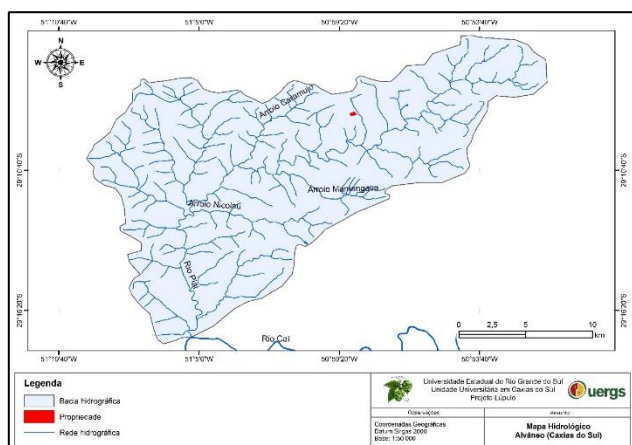 51°10'40"W
51°5'0"W
50°59'20"W
50°53'40"W
N
W
E
S
Arroio Caramujo
29°10'40"S
29°10'40"S
Arroio Mamangava
Arroio Nicolau
Rio Piaí
29°16'20"S
29°16'20"S
Rio Caí
0 2,5 5 10
km
51°10'40"W
51°5'0"W
50°59'20"W
50°53'40"W
Legenda
Bacia hidrográfica
Propriedade
Rede hidrográfica
Universidade Estadual do Rio Grande do Sul
Unidade Universitária em Caxias do Sul
Projeto Lúpulo
uergs
Observações
Assunto
Coordenadas Geográficas
Datum Sirgas 2000
Base: 1:50.000
Mapa Hidrológico
Alvâneo (Caxias do Sul)